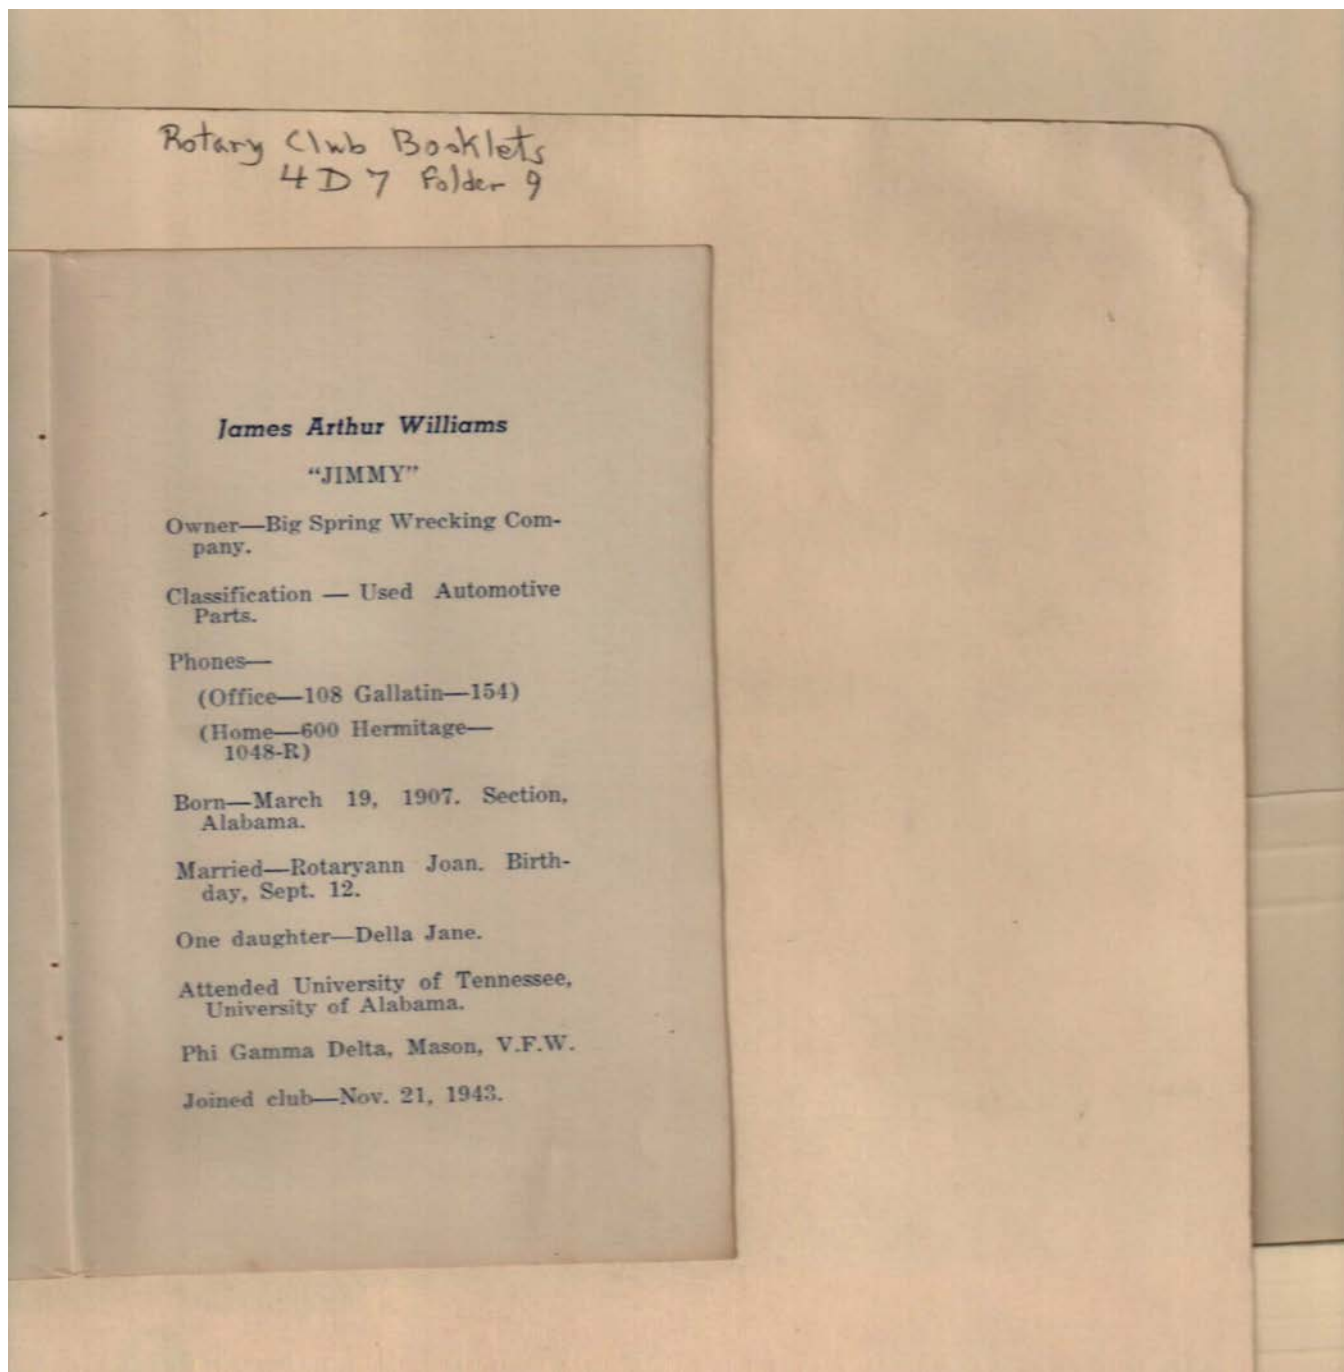 Rotary Club Booklets
4 D 7 Folder 9
James Arthur Williams
"JIMMY"
Owner—Big Spring Wrecking Com-
pany.
Classification — Used Automotive
Parts.
Phones—
(Office—108 Gallatin—154)
(Home—600 Hermitage—
1048-R)
Born—March 19, 1907. Section,
Alabama.
Married—Rotaryann Joan. Birth-
day, Sept. 12.
One daughter—Della Jane.
Attended University of Tennessee,
University of Alabama.
Phi Gamma Delta, Mason, V.F.W.
Joined club—Nov. 21, 1943.